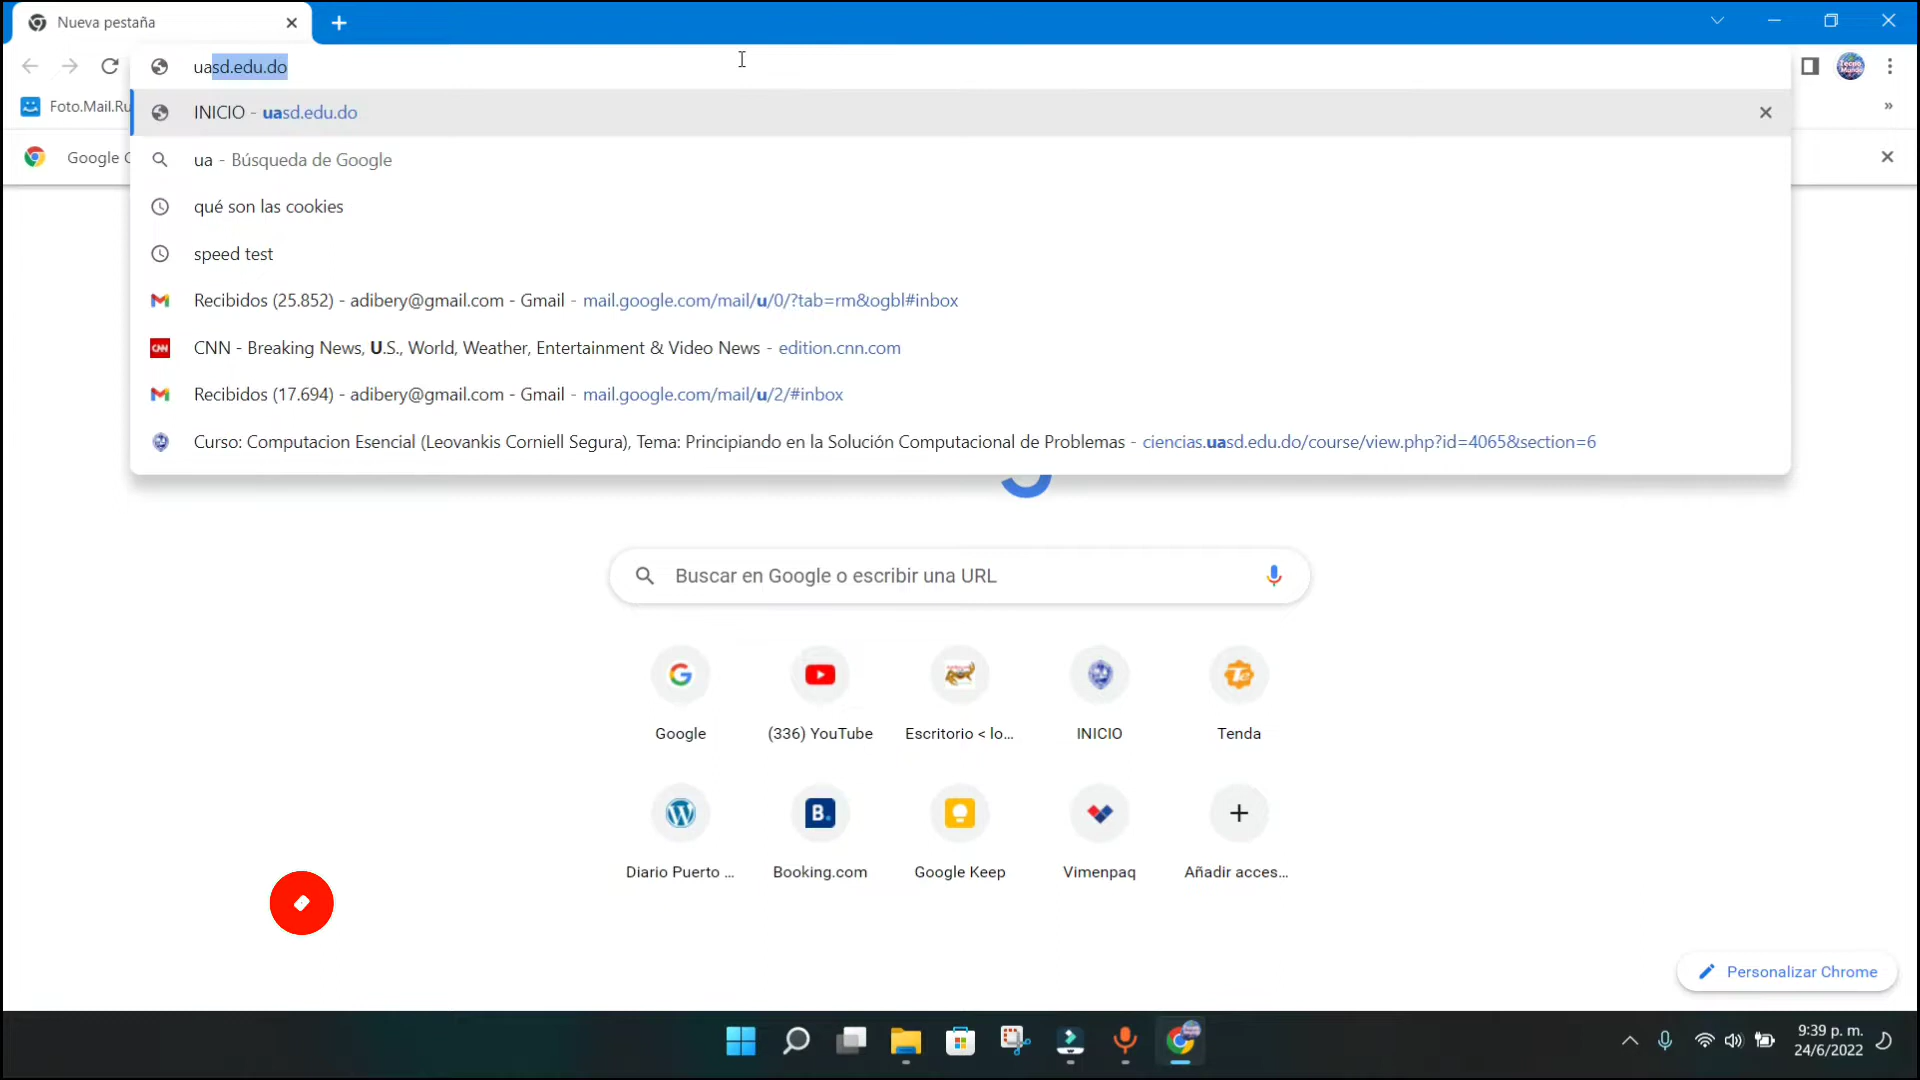 Nueva pestaña
uasd.edu.do
Foto.Mail.Ru
INICIO - uasd.edu.do
ua - Búsqueda de Google
Google C
qué son las cookies
speed test
Recibidos (25.852) - adibery@gmail.com - Gmail - mail.google.com/mail/u/0/?tab=rm&ogbl#inbox
CNN - Breaking News, U.S., World, Weather, Entertainment & Video News - edition.cnn.com
Recibidos (17.694) - adibery@gmail.com - Gmail - mail.google.com/mail/u/2/#inbox
Curso: Computacion Esencial (Leovankis Corniell Segura), Tema: Principiando en la Solución Computacional de Problemas - ciencias.uasd.edu.do/course/view.php?id=4065&section=6
Buscar en Google o escribir una URL
Google
(336) YouTube
Escritorio < lo...
INICIO
Tenda
Diario Puerto ...
Booking.com
Google Keep
Vimenpaq
Añadir acces...
Personalizar Chrome
9:39 p. m.
24/6/2022